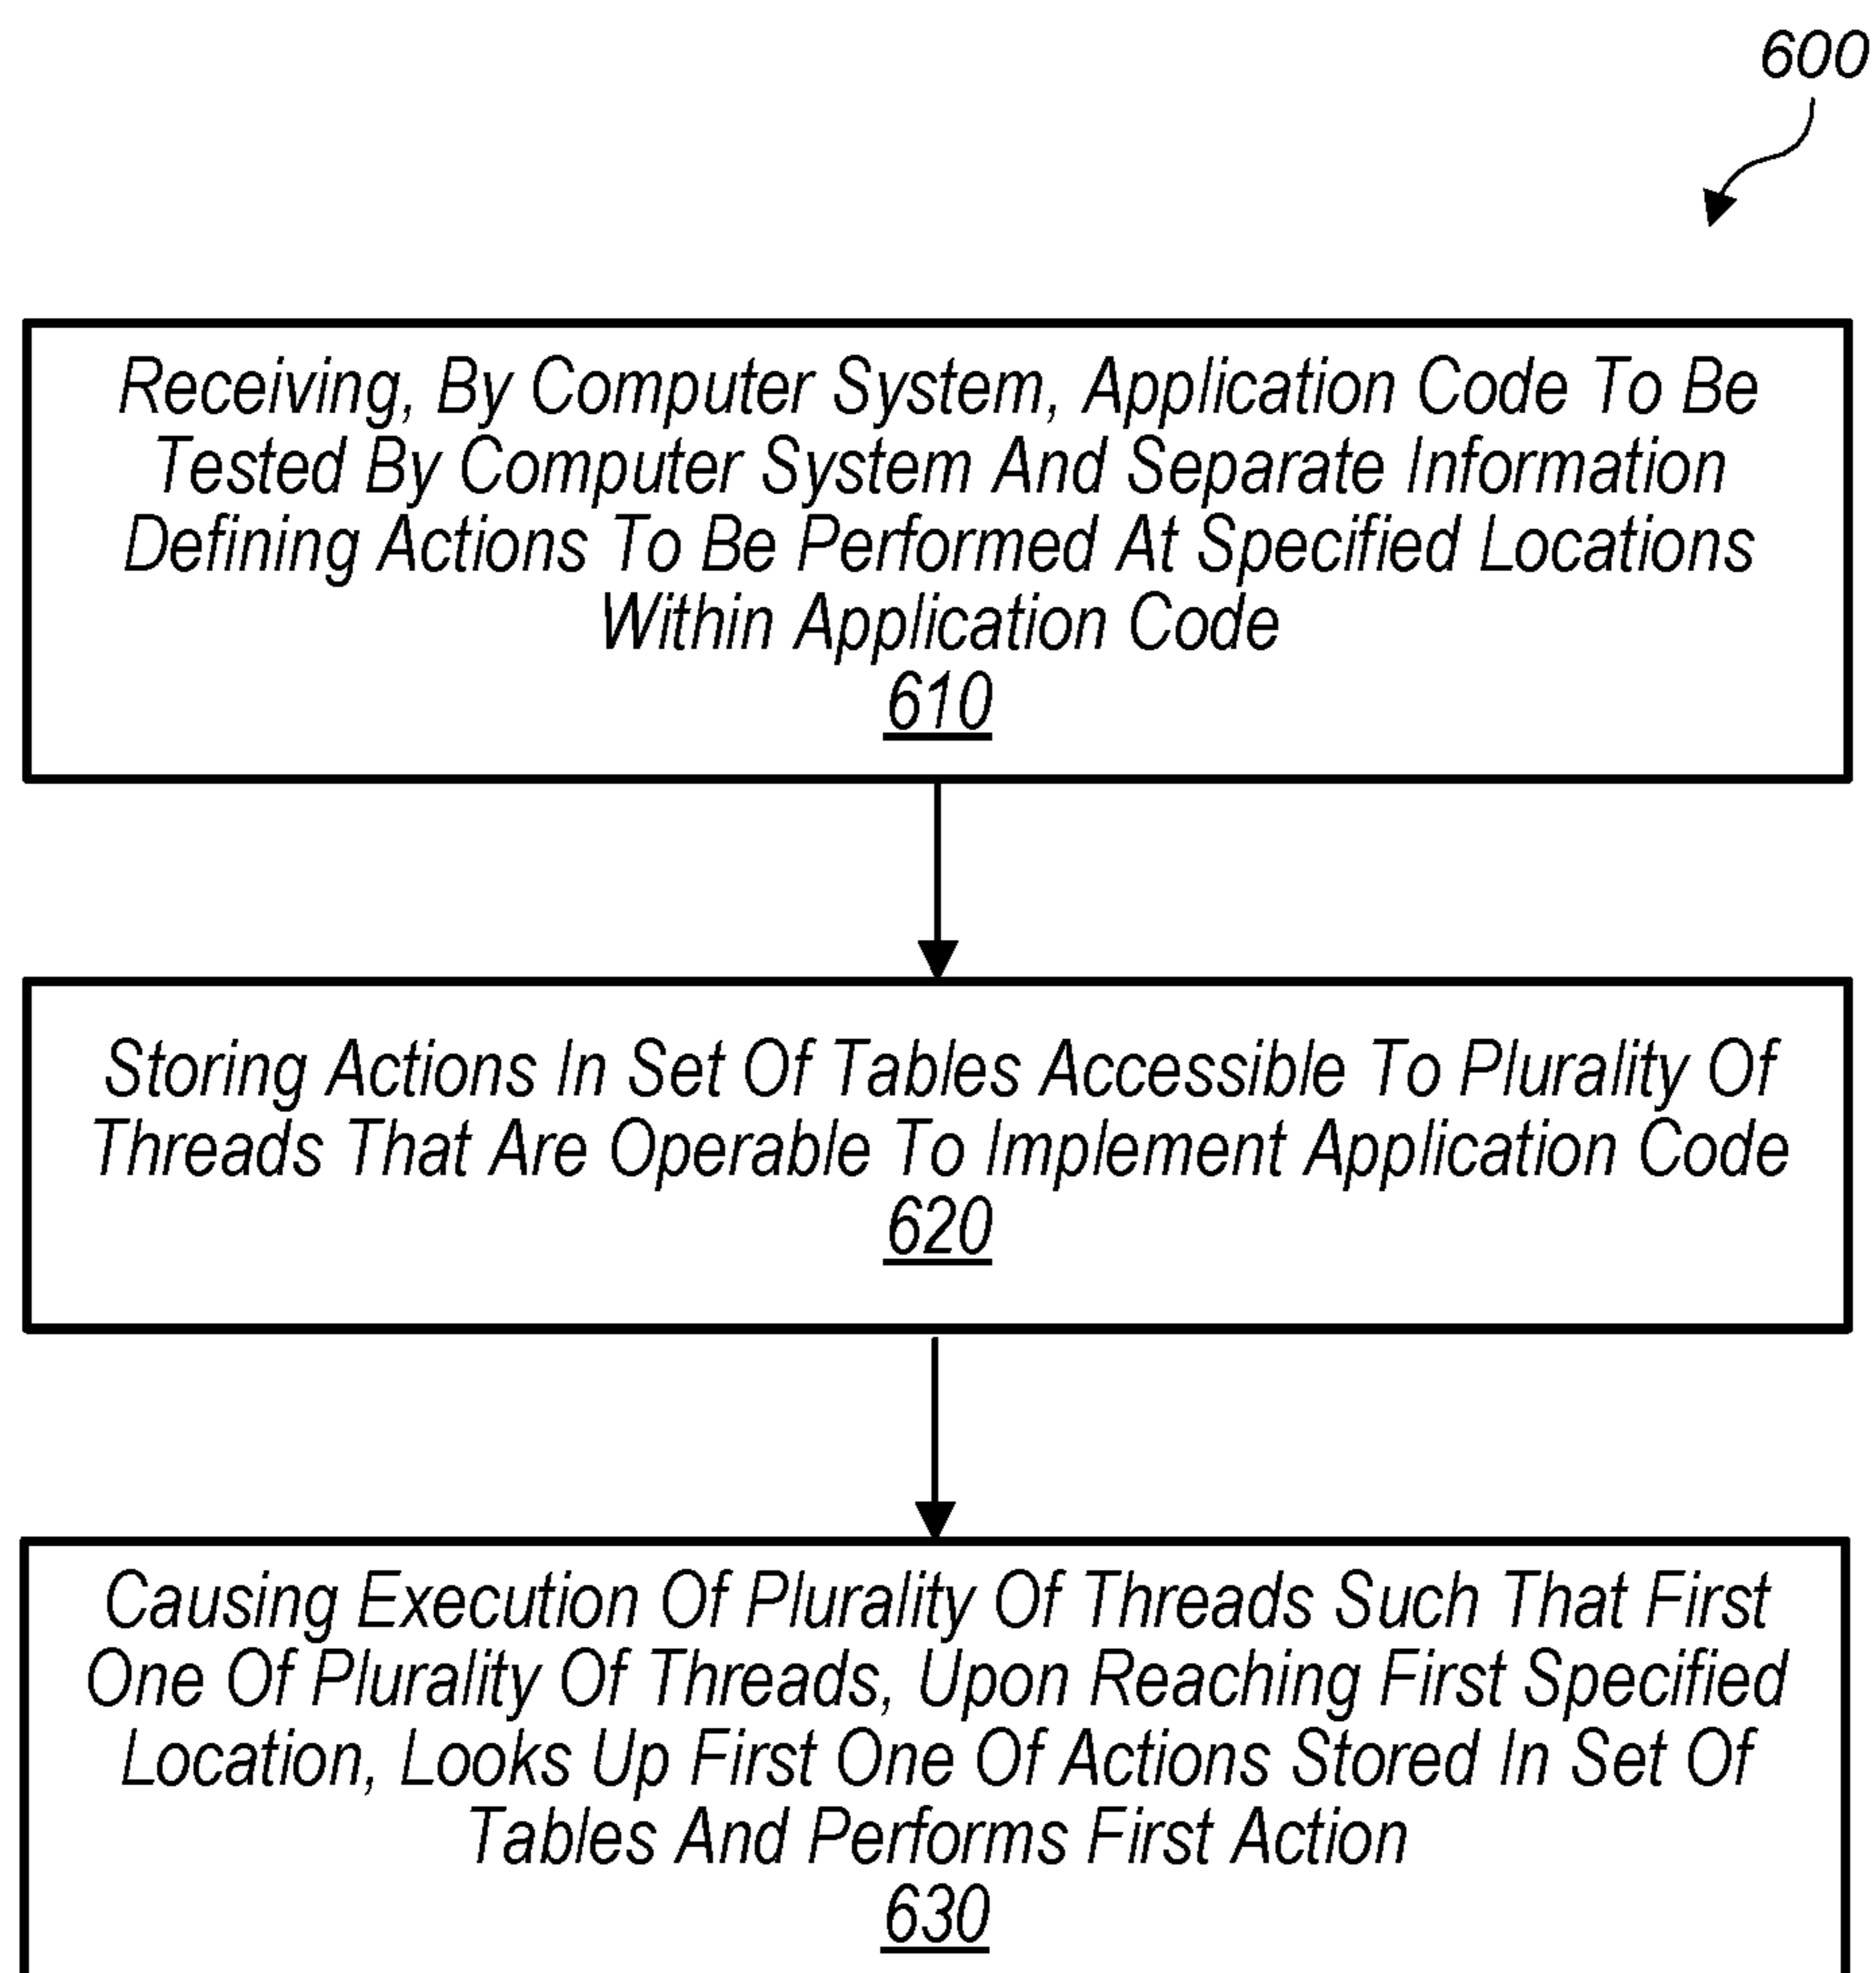 600
Receiving, By Computer System, Application Code To Be
Tested By Computer System And Separate Information
Defining Actions To Be Performed At Specified Locations
Within Application Code
610
Storing Actions In Set Of Tables Accessible To Plurality Of
Threads That Are Operable To Implement Application Code
620
Causing Execution Of Plurality Of Threads Such That First
One Of Plurality Of Threads, Upon Reaching First Specified
Location, Looks Up First One Of Actions Stored In Set Of
Tables And Performs First Action
630